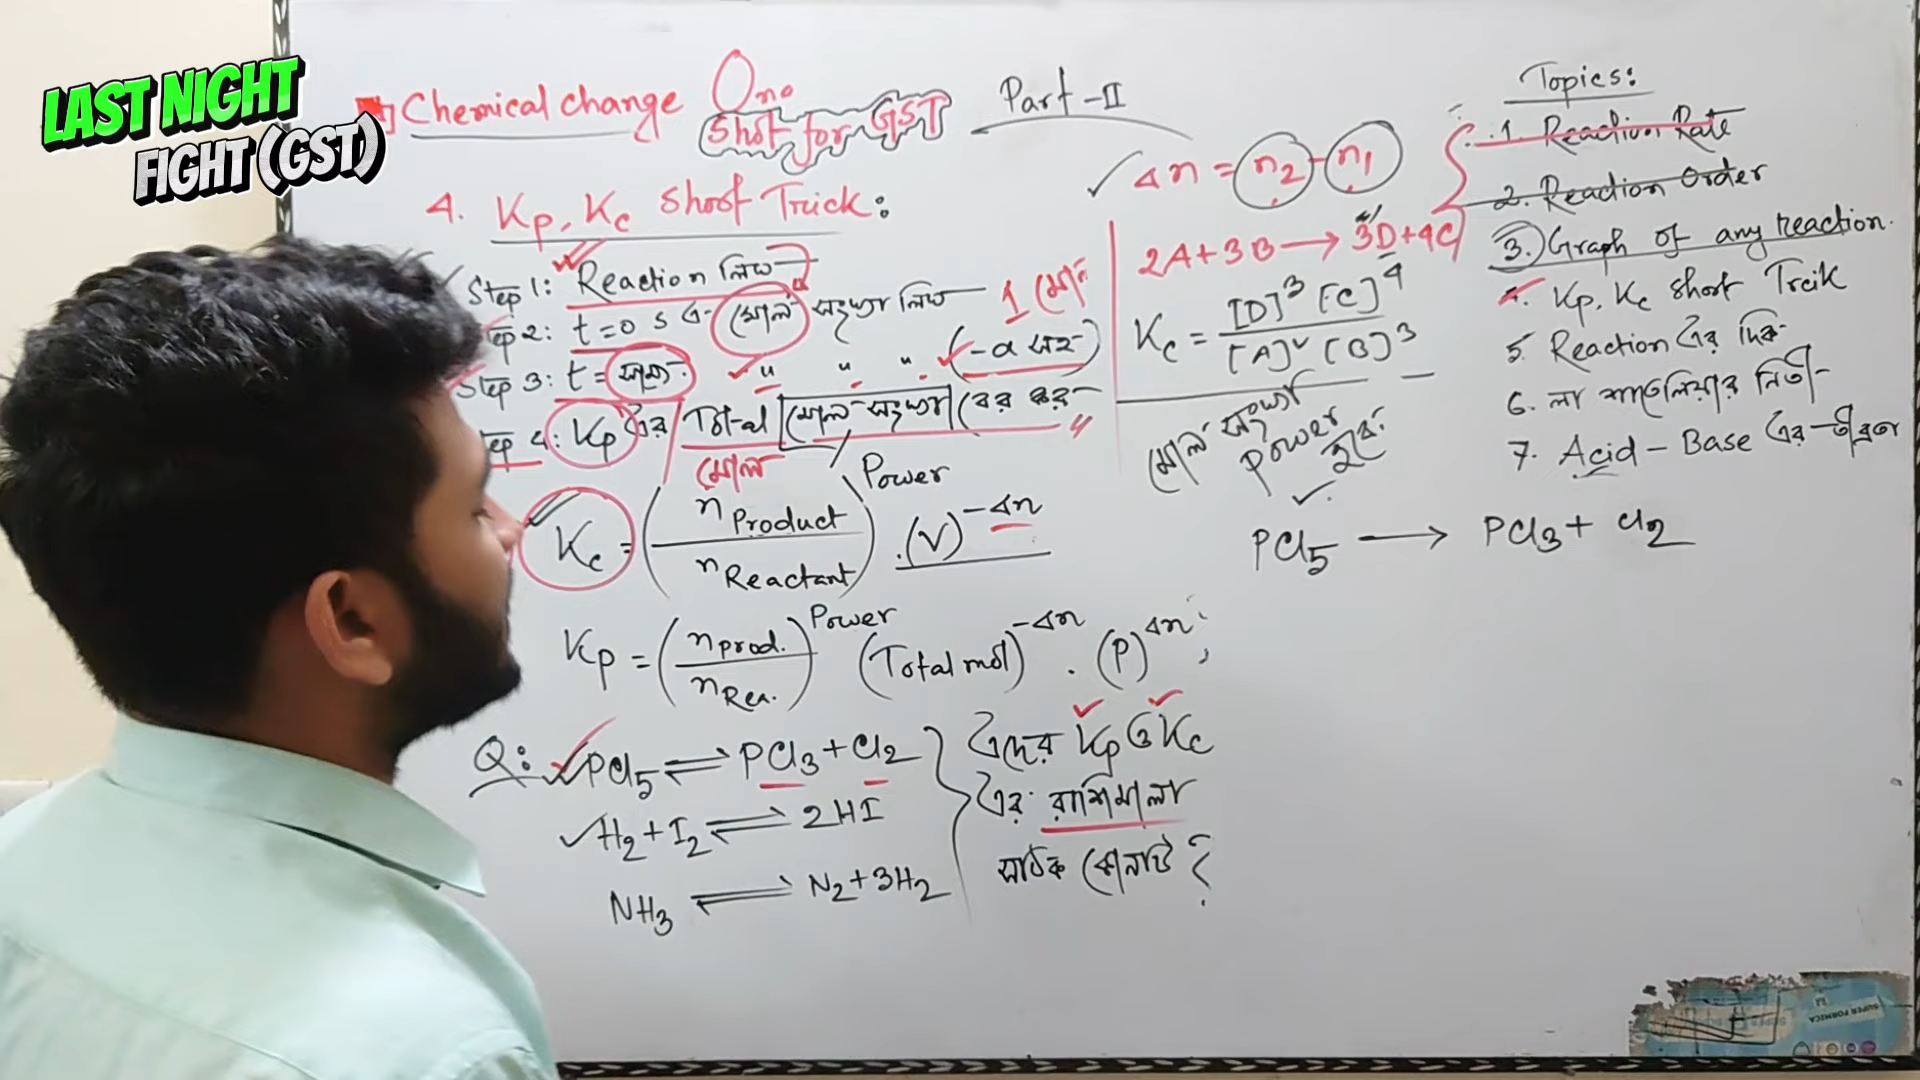 LAST NIGHT
FIGHT (GST)
Chemical change One
Shot for GST
Part-II
4. Kp, Kc Short Trick:
Step 1: Reaction লিখ
Step 2: t=0 s এ মোল সংখ্যা লিখ 1 মোল
Step 3: t = সাম্য. " " " (-α সহ)
Step 4: Kp এর Total মোল সংখ্যা বের কর
মোল
Kc = (n Product / n Reactant)^Power . (V)^-Δn
Kp = (n prod. / n Rea.)^Power (Total mol)^-Δn . (P)^Δn
Q: PCl5 ⇌ PCl3 + Cl2
H2 + I2 ⇌ 2HI
NH3 ⇌ N2 + 3H2
এদের Kp ও Kc
এর রাশিমালা
সঠিক কোনটি?
Δn = n2 - n1
2A+3B → 3D+4C
Kc = [D]^3 [C]^4 / [A]^2 [B]^3
মোল সংখ্যা
Power
হবে
PCl5 → PCl3 + Cl2
Topics:
1. Reaction Rate
2. Reaction Order
3. Graph of any reaction.
4. Kp, Kc Short Trcik
5. Reaction এর দিক
6. লা শাতেলিয়ার নিতী
7. Acid - Base এর তীব্রতা
SUPER FORMICA